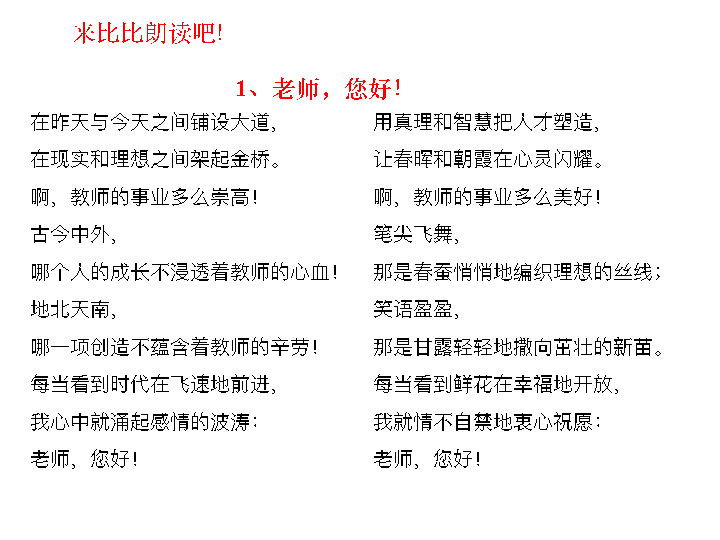 来比比朗读吧！
1、老师，您好！
在昨天与今天之间铺设大道，
在现实和理想之间架起金桥。
啊，教师的事业多么崇高！
古今中外，
哪个人的成长不浸透着教师的心血！
地北天南，
哪一项创造不蕴含着教师的辛劳！
每当看到时代在飞速地前进，
我心中就涌起感情的波涛：
老师，您好！
用真理和智慧把人才塑造，
让春晖和朝霞在心灵闪耀。
啊，教师的事业多么美好！
笔尖飞舞，
那是春蚕悄悄地编织理想的丝线；
笑语盈盈，
那是甘露轻轻地撒向茁壮的新苗。
每当看到鲜花在幸福地开放，
我就情不自禁地衷心祝愿：
老师，您好！